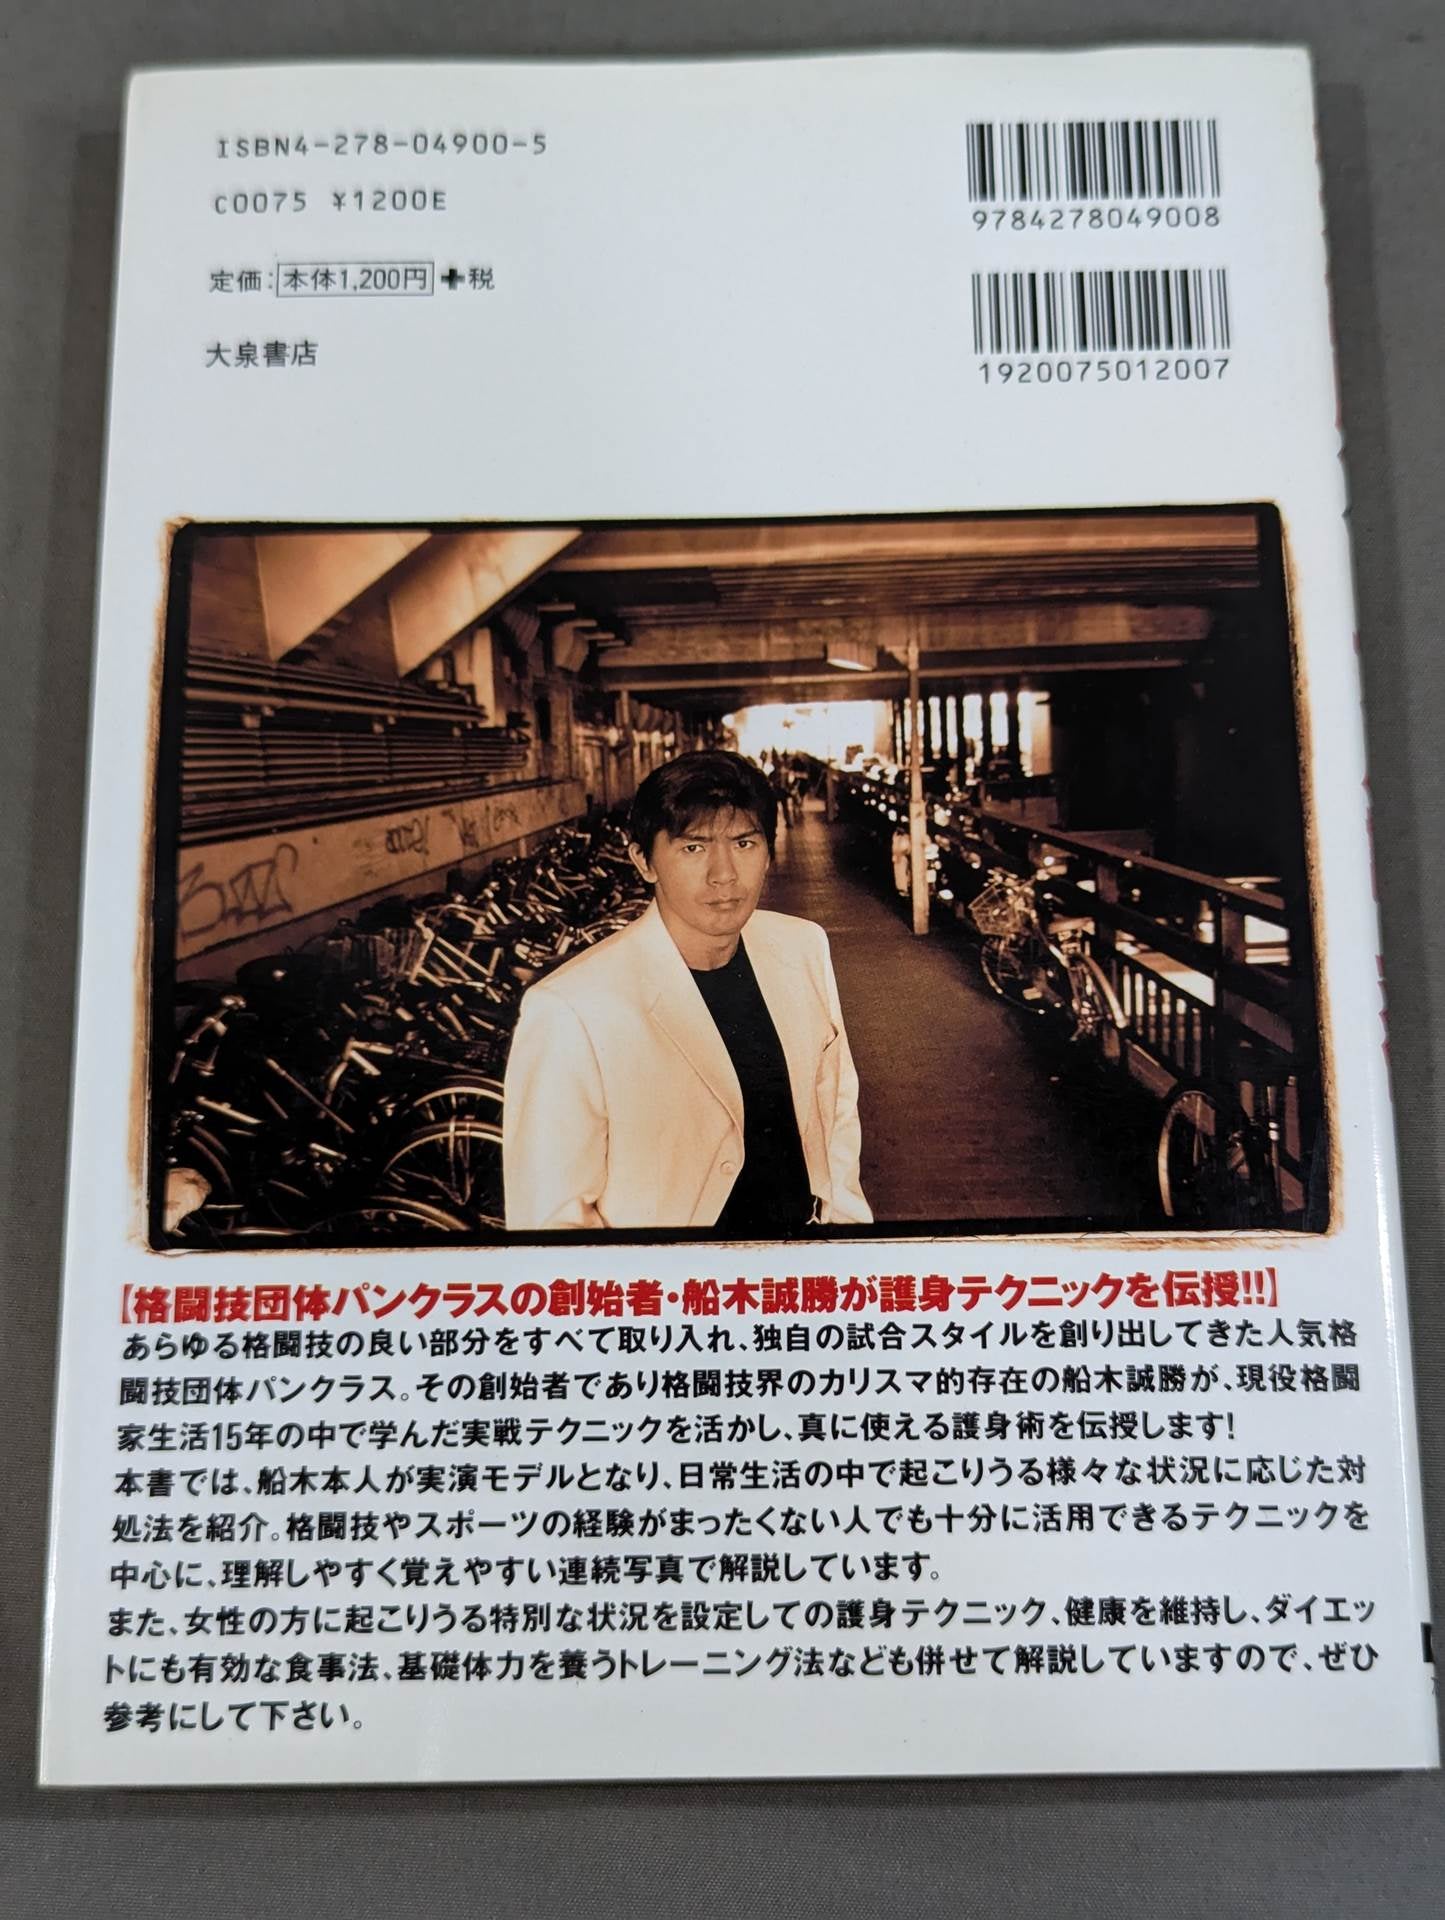 ISBN4-278-04900-5
C0075 ¥1200E
定価:本体1,200円+税
大泉書店
9784278049008
1920075012007
【格闘技団体パンクラスの創始者・船木誠勝が護身テクニックを伝授!!】
あらゆる格闘技の良い部分をすべて取り入れ、独自の試合スタイルを創り出してきた人気格
闘技団体パンクラス。その創始者であり格闘技界のカリスマ的存在の船木誠勝が、現役格闘
家生活15年の中で学んだ実戦テクニックを活かし、真に使える護身術を伝授します!
本書では、船木本人が実演モデルとなり、日常生活の中で起こりうる様々な状況に応じた対
処法を紹介。格闘技やスポーツの経験がまったくない人でも十分に活用できるテクニックを
中心に、理解しやすく覚えやすい連続写真で解説しています。
また、女性の方に起こりうる特別な状況を設定しての護身テクニック、健康を維持し、ダイエッ
トにも有効な食事法、基礎体力を養うトレーニング法なども併せて解説していますので、ぜひ
参考にして下さい。